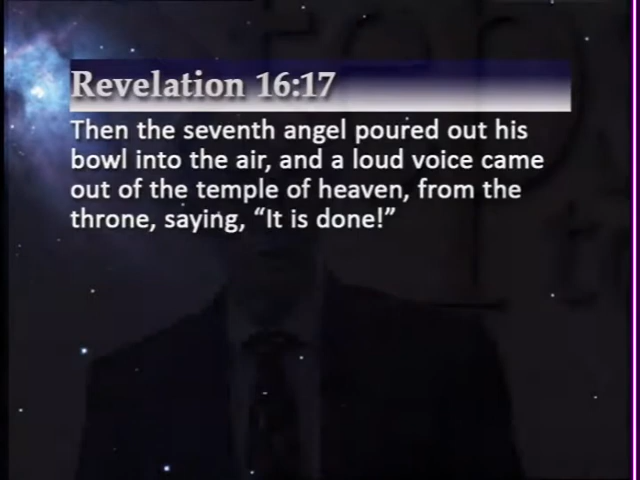 Revelation 16:17
Then the seventh angel poured out his
bowl into the air, and a loud voice came
out of the temple of heaven, from the
throne, saying, “It is done!”